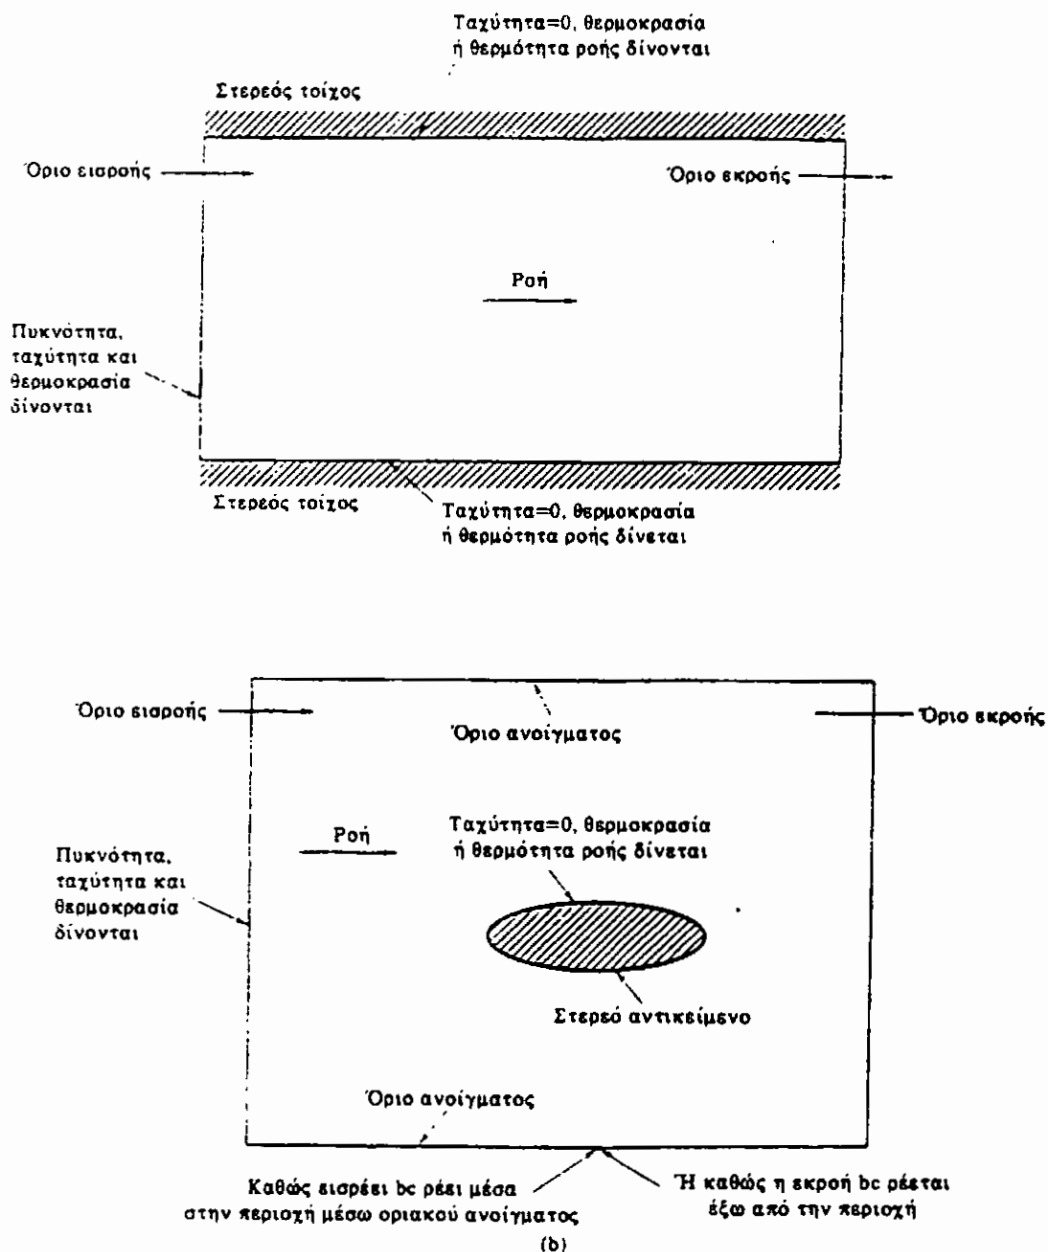 Ταχύτητα=0, θερμοκρασία
ή θερμότητα ροής δίνονται
Στερεός τοίχος
Όριο εισροής
Όριο εκροής
Ροή
Πυκνότητα,
ταχύτητα και
θερμοκρασία
δίνονται
Στερεός τοίχος
Ταχύτητα=0, θερμοκρασία
ή θερμότητα ροής δίνεται
Όριο εισροής
Όριο εκροής
Όριο ανοίγματος
Ροή
Ταχύτητα=0, θερμοκρασία
ή θερμότητα ροής δίνεται
Πυκνότητα,
ταχύτητα και
θερμοκρασία
δίνονται
Στερεό αντικείμενο
Όριο ανοίγματος
Καθώς εισρέει bc ρέει μέσα
στην περιοχή μέσω οριακού ανοίγματος
Ή καθώς η εκροή bc ρέεται
έξω από την περιοχή
(b)